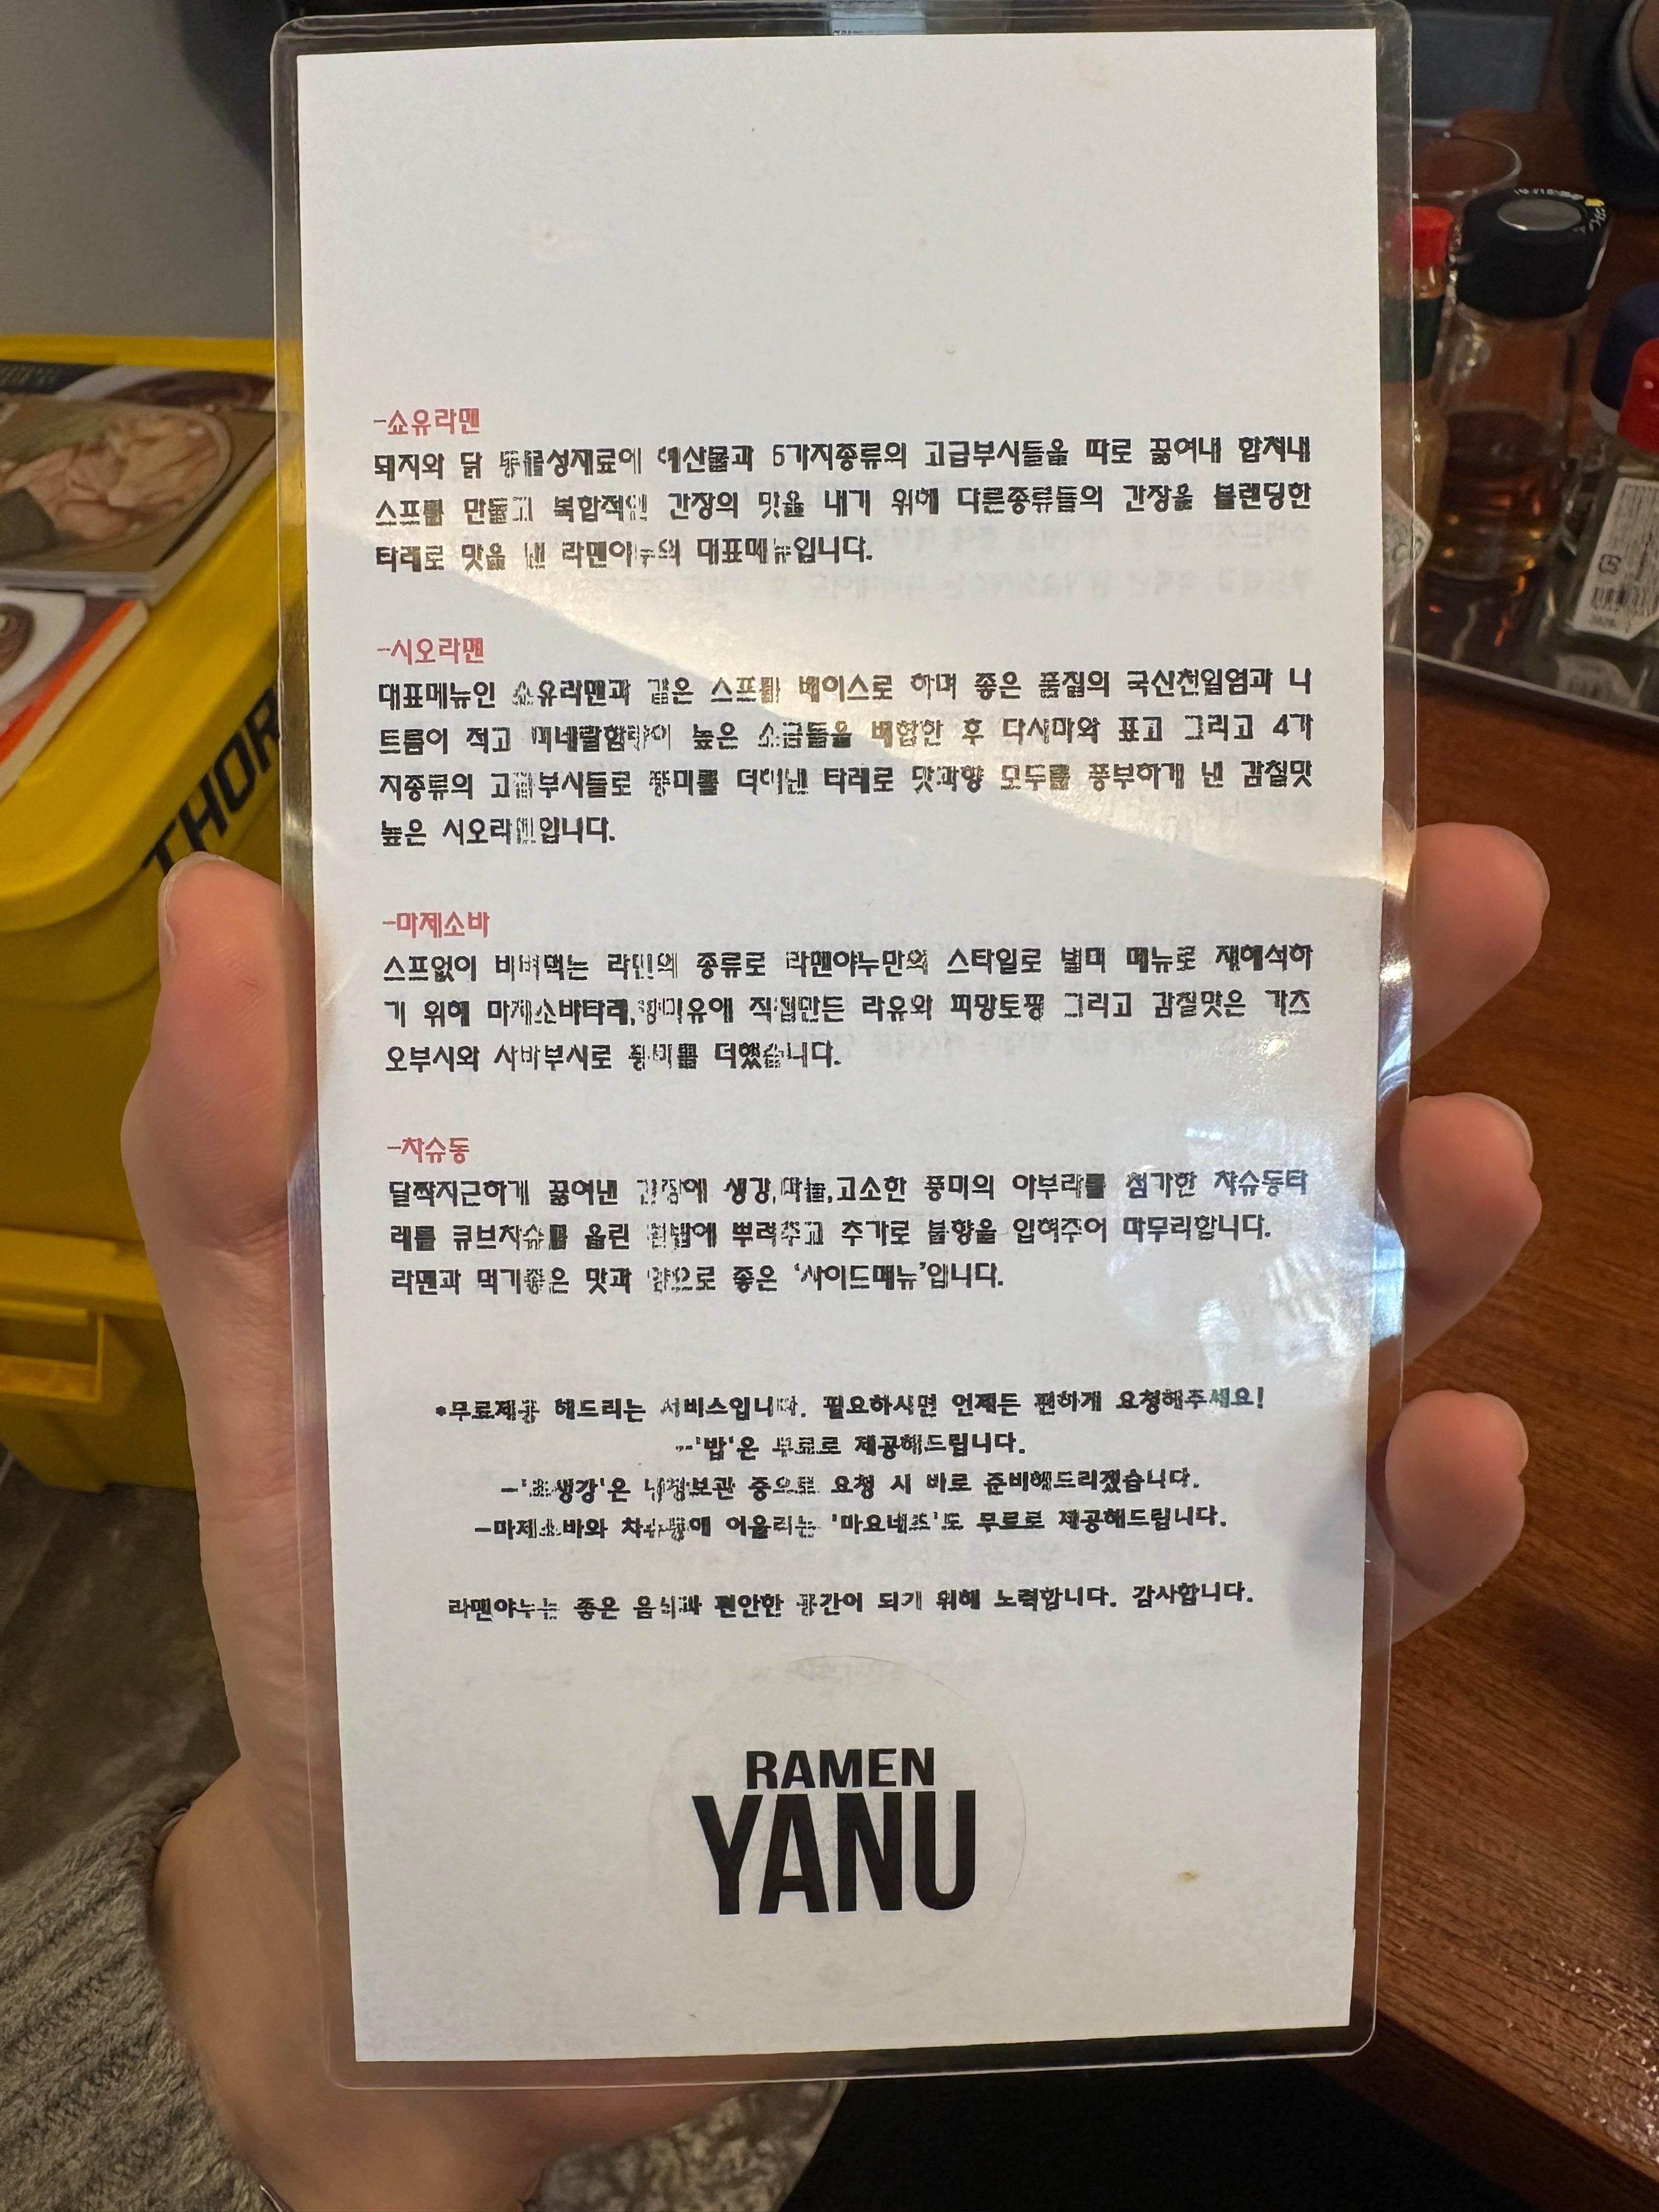 -쇼유라멘
돼지와 닭 동물성재료에 해산물과 6가지종류의 고급부시들을 따로 끓여내 합쳐내
스프를 만들고 복합적인 간장의 맛을 내기 위해 다른종류들의 간장을 블랜딩한
타레로 맛을 낸 라멘야누의 대표메뉴입니다.
-시오라멘
대표메뉴인 쇼유라멘과 같은 스프를 베이스로 하며 좋은 품질의 국산천일염과 나
트륨이 적고 미네랄함량이 높은 소금들을 배합한 후 다시마와 표고 그리고 4가
지종류의 고급부시들로 풍미를 더해낸 타레로 맛과향 모두를 풍부하게 낸 감칠맛
높은 시오라멘입니다.
-마제소바
스프없이 비벼먹는 라멘의 종류로 라멘야누만의 스타일로 별미 메뉴로 재해석하
기 위해 마제소바타레,향미유에 직접만든 라유와 피망토핑 그리고 감칠맛은 가츠
오부시와 사바부시로 풍미를 더했습니다.
-차슈동
달짝지근하게 끓여낸 간장에 생강,마늘,고소한 풍미의 아부라를 첨가한 챠슈동타
레를 큐브차슈를 올린 흰밥에 뿌려주고 추가로 불향을 입혀주어 마무리합니다.
라멘과 먹기좋은 맛과 양으로 좋은 '사이드메뉴'입니다.
*무료제공 해드리는 서비스입니다. 필요하시면 언제든 편하게 요청해주세요!
-'밥'은 무료로 제공해드립니다.
-'초생강'은 냉장보관 중으로 요청 시 바로 준비해드리겠습니다.
-마제소바와 차슈동에 어울리는 '마요네즈'도 무료로 제공해드립니다.
라멘야누는 좋은 음식과 편안한 공간이 되기 위해 노력합니다. 감사합니다.
RAMEN
YANU
THOR